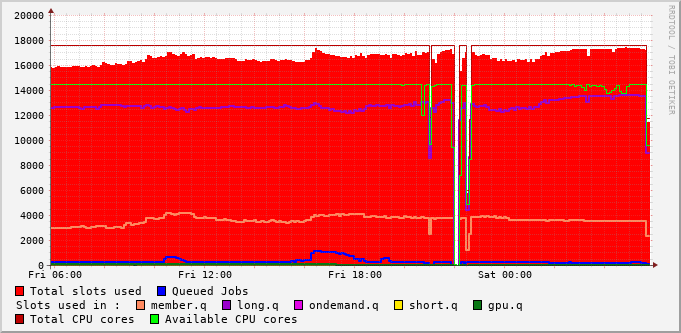 20000
18000
16000
14000
12000
10000
8000
6000
4000
2000
0
Fri 06:00 Fri 12:00 Fri 18:00 Sat 00:00
Total slots used Queued Jobs
Slots used in : member.q long.q ondemand.q short.q gpu.q
Total CPU cores Available CPU cores
RRDTOOL / TOBI OETIKER